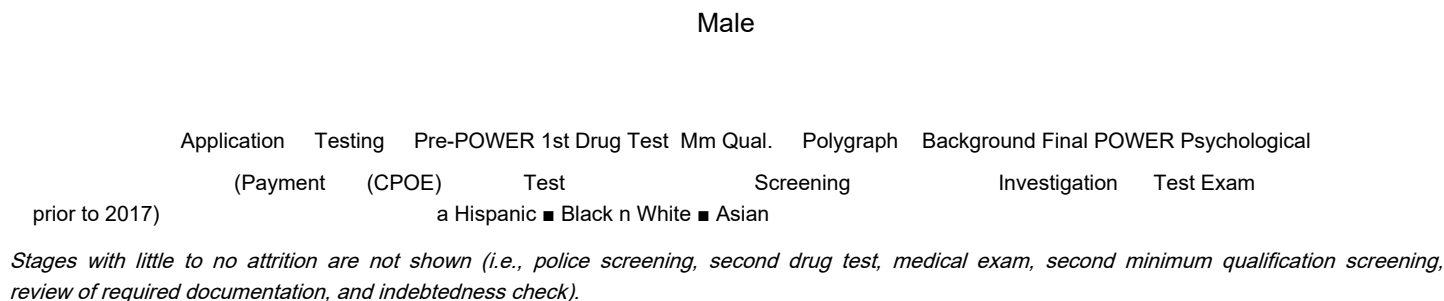 Male
Application Testing Pre-POWER 1st Drug Test Mm Qual. Polygraph Background Final POWER Psychological
(Payment (CPOE) Test Screening Investigation Test Exam
prior to 2017) a Hispanic ■ Black n White ■ Asian
Stages with little to no attrition are not shown (i.e., police screening, second drug test, medical exam, second minimum qualification screening,
review of required documentation, and indebtedness check).